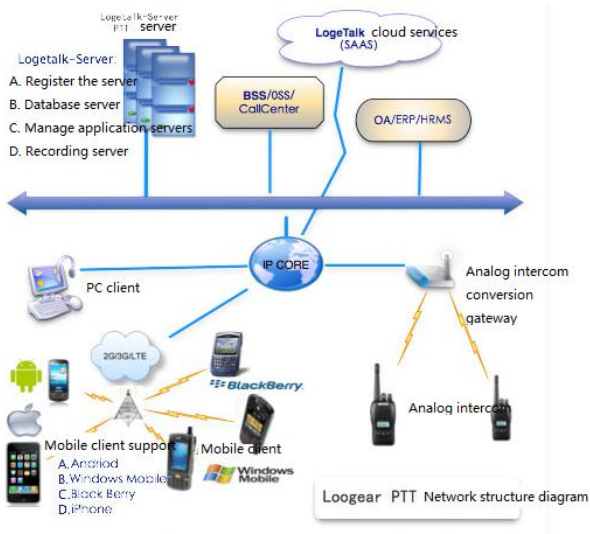 Logetalk-Server
PTT server
LogeTalk cloud services
(SAAS)
Logetalk-Server:
A. Register the server
B. Database server
C. Manage application servers
D. Recording server
BSS/OSS/
CallCenter
OA/ERP/HRMS
IP CORE
PC client
Analog intercom
conversion
gateway
2G/3G/LTE
BlackBerry.
Analog intercom
Mobile client support
Mobile client
A. Andriod
B. Windows Mobile
C. Black Berry
D. iPhone
Windows
Mobile
Loogear PTT Network structure diagram